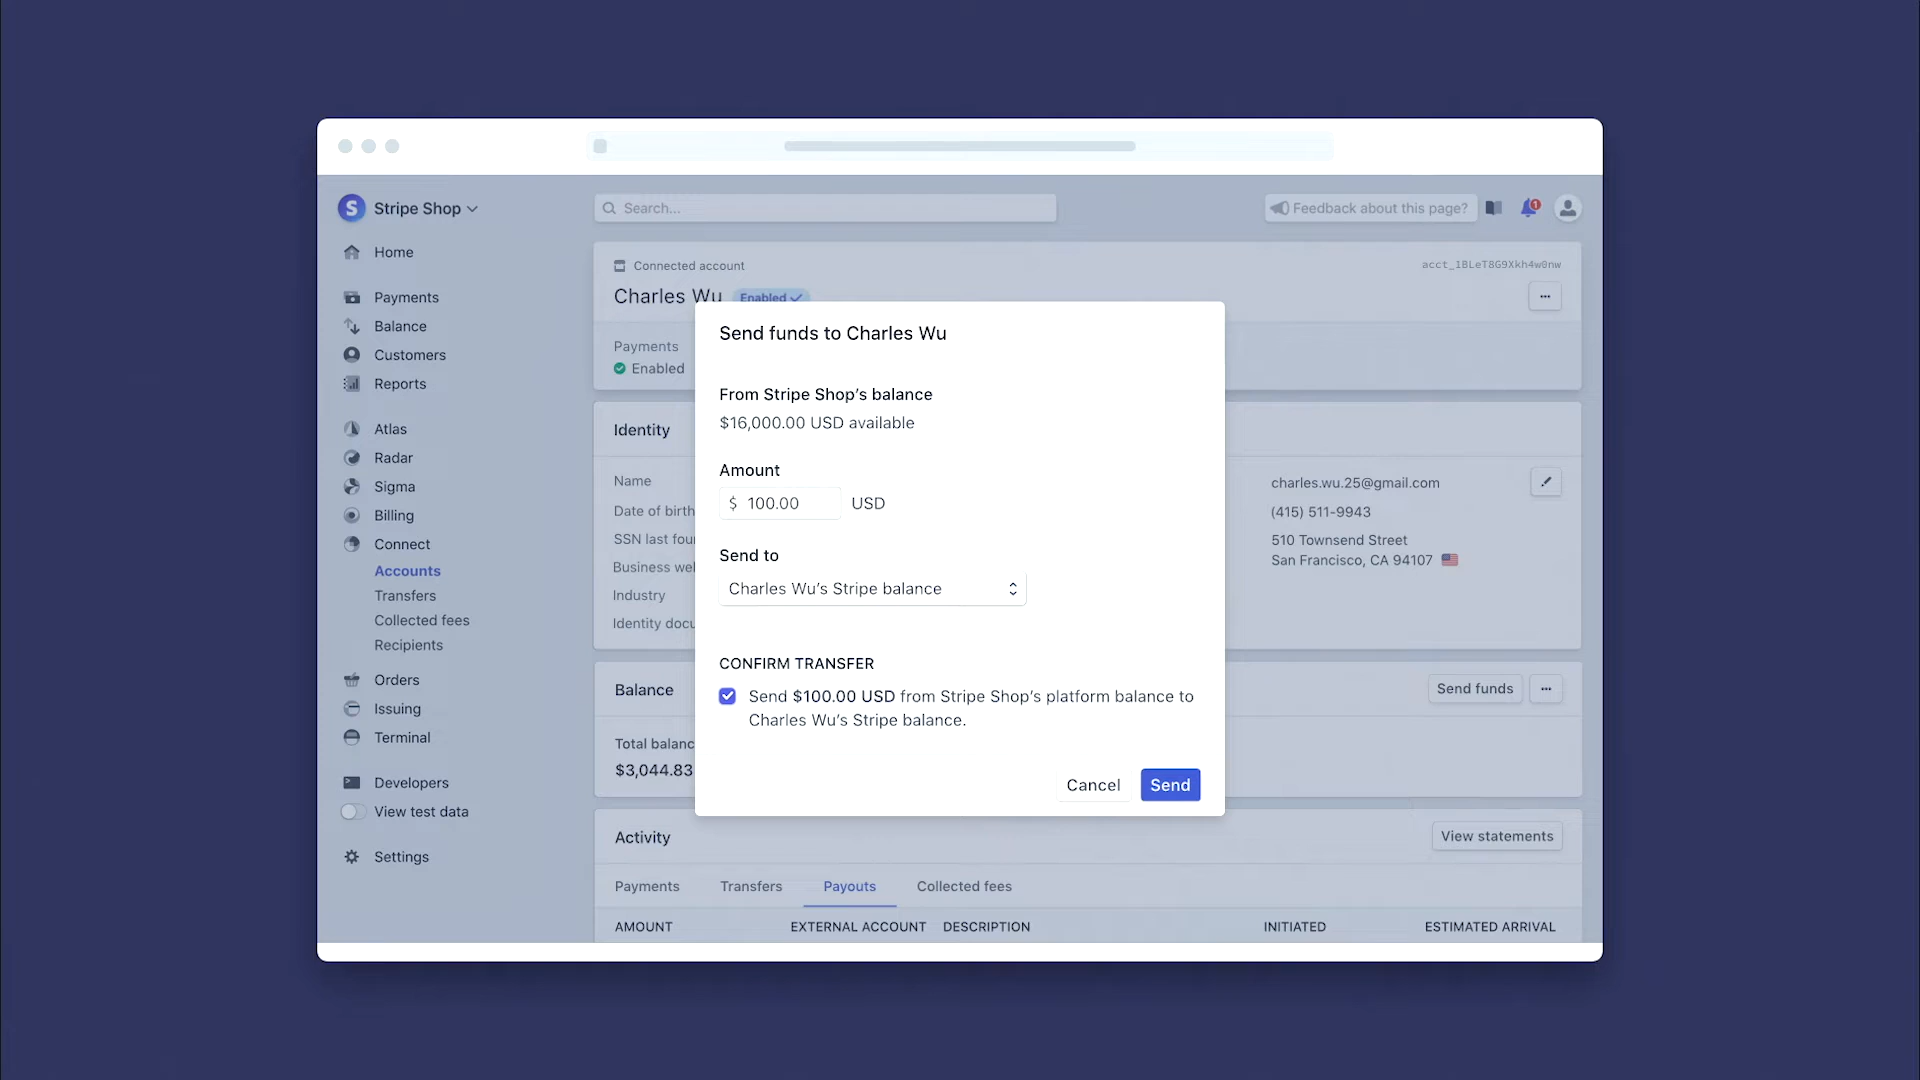 S Stripe Shop
Search...
Feedback about this page?
1
Home
Payments
Balance
Customers
Reports
Atlas
Radar
Sigma
Billing
Connect
Accounts
Transfers
Collected fees
Recipients
Orders
Issuing
Terminal
Developers
View test data
Settings
Connected account
acct_1BLeT8G9Xkh4w0nw
Charles Wu Enabled
Payments
Enabled
Identity
Name
Date of birth
SSN last fou
Business we
Industry
Identity docu
charles.wu.25@gmail.com
(415) 511-9943
510 Townsend Street
San Francisco, CA 94107
Balance
Send funds
Total balanc
$3,044.83
Send funds to Charles Wu
From Stripe Shop’s balance
$16,000.00 USD available
Amount
$ 100.00 USD
Send to
Charles Wu’s Stripe balance
CONFIRM TRANSFER
Send $100.00 USD from Stripe Shop’s platform balance to
Charles Wu’s Stripe balance.
Cancel Send
Activity
View statements
Payments Transfers Payouts Collected fees
AMOUNT EXTERNAL ACCOUNT DESCRIPTION INITIATED ESTIMATED ARRIVAL